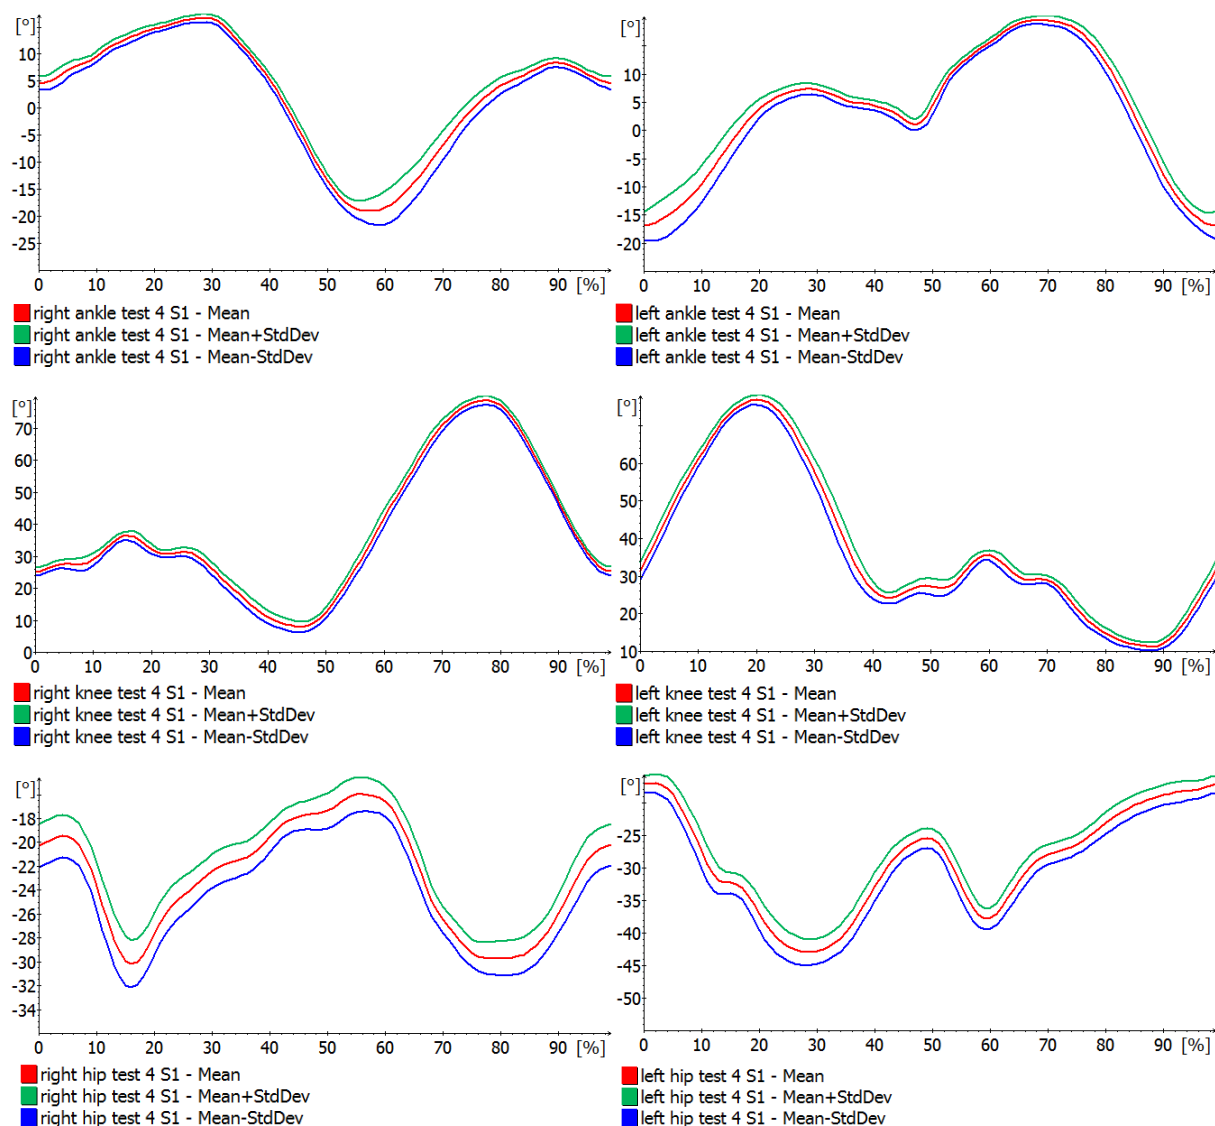 [°]
10
5
0
-5
-10
-15
-20
-25
0 10 20 30 40 50 60 70 80 90 [%]
right ankle test 4 S1 - Mean
right ankle test 4 S1 - Mean+StdDev
right ankle test 4 S1 - Mean-StdDev
[°]
10
5
0
-5
-10
-15
-20
0 10 20 30 40 50 60 70 80 90 [%]
left ankle test 4 S1 - Mean
left ankle test 4 S1 - Mean+StdDev
left ankle test 4 S1 - Mean-StdDev
[°]
70
60
50
40
30
20
10
0
0 10 20 30 40 50 60 70 80 90 [%]
right knee test 4 S1 - Mean
right knee test 4 S1 - Mean+StdDev
right knee test 4 S1 - Mean-StdDev
[°]
60
50
40
30
20
10
0 10 20 30 40 50 60 70 80 90 [%]
left knee test 4 S1 - Mean
left knee test 4 S1 - Mean+StdDev
left knee test 4 S1 - Mean-StdDev
[°]
-18
-20
-22
-24
-26
-28
-30
-32
-34
0 10 20 30 40 50 60 70 80 90 [%]
right hip test 4 S1 - Mean
right hip test 4 S1 - Mean+StdDev
right hip test 4 S1 - Mean-StdDev
[°]
-25
-30
-35
-40
-45
-50
0 10 20 30 40 50 60 70 80 90 [%]
left hip test 4 S1 - Mean
left hip test 4 S1 - Mean+StdDev
left hip test 4 S1 - Mean-StdDev